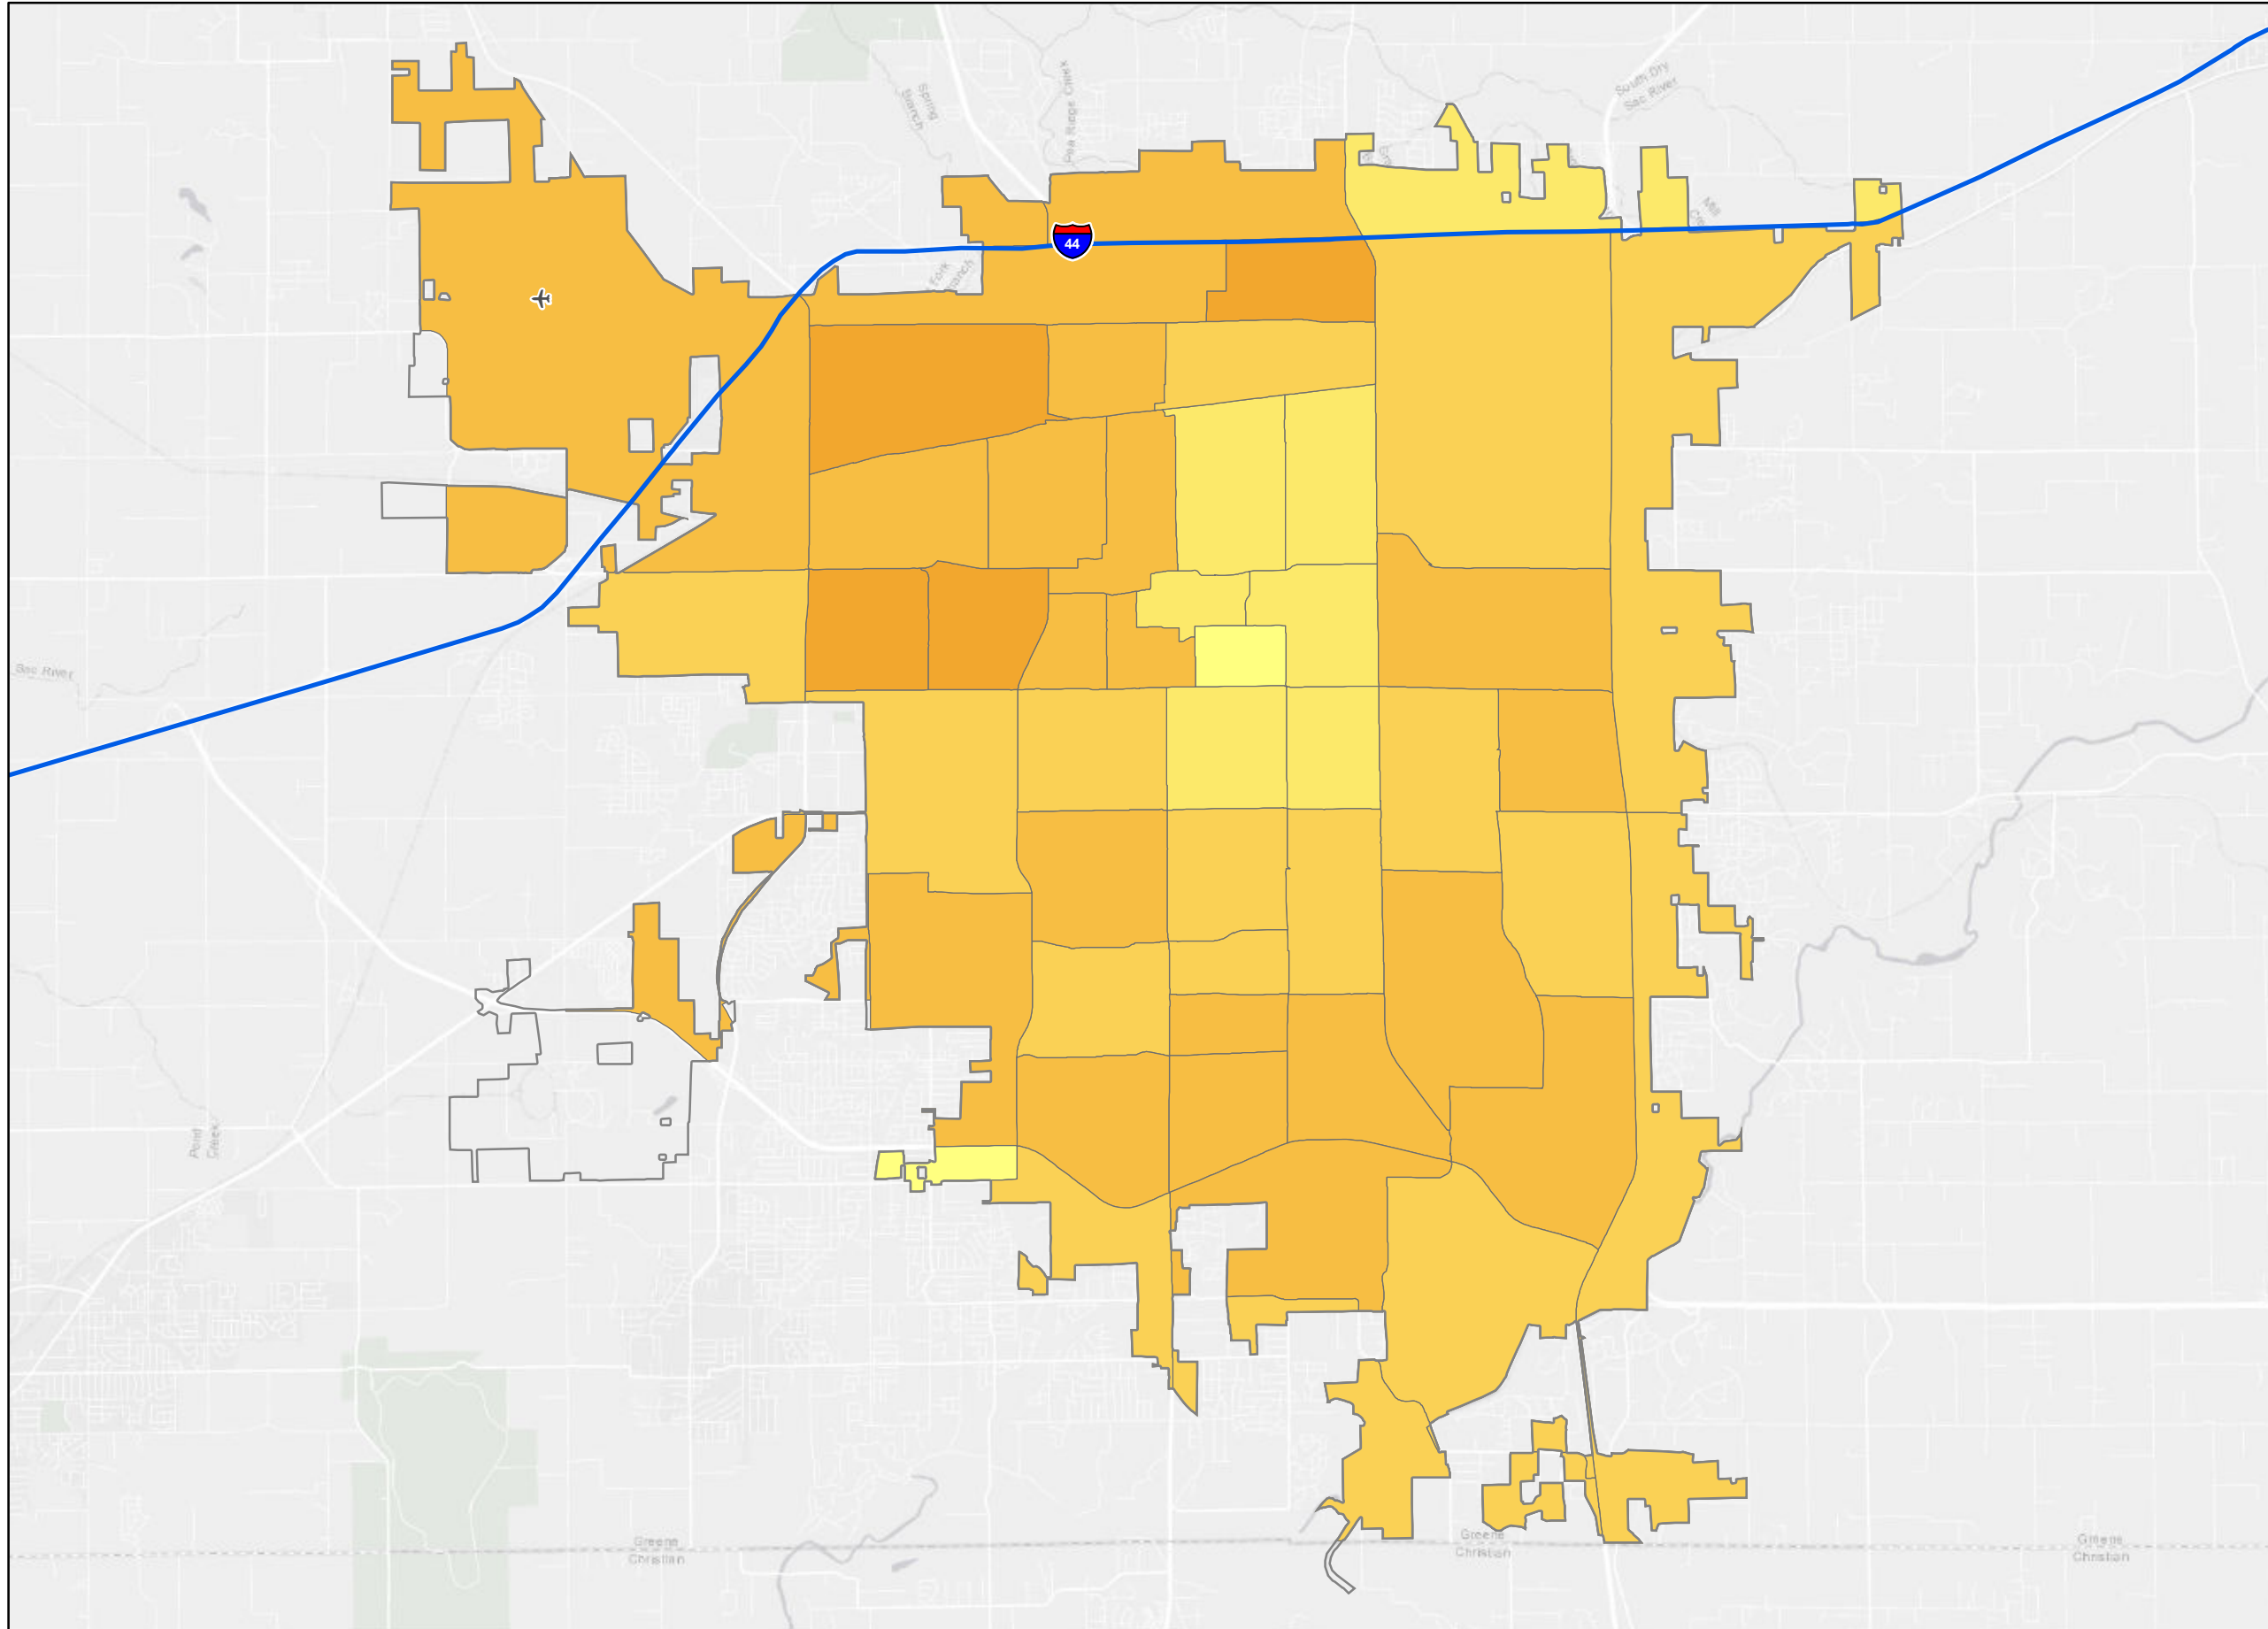 South Dry
Sac River
Spring
Branch
Pea Ridge Creek
Mill
44
Fork
Branch
Sac River
Pond
Creek
Greene
Christian
Greene
Christian
Greene
Christian